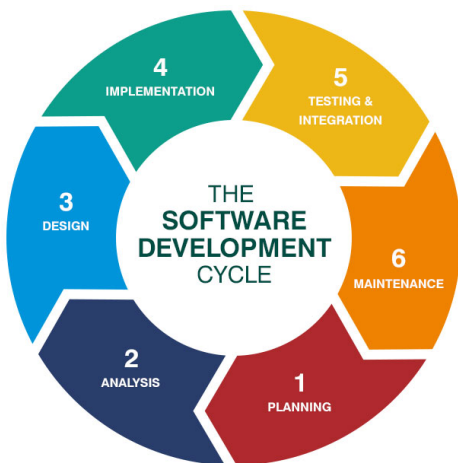 THE
SOFTWARE
DEVELOPMENT
CYCLE
1
PLANNING
2
ANALYSIS
3
DESIGN
4
IMPLEMENTATION
5
TESTING &
INTEGRATION
6
MAINTENANCE